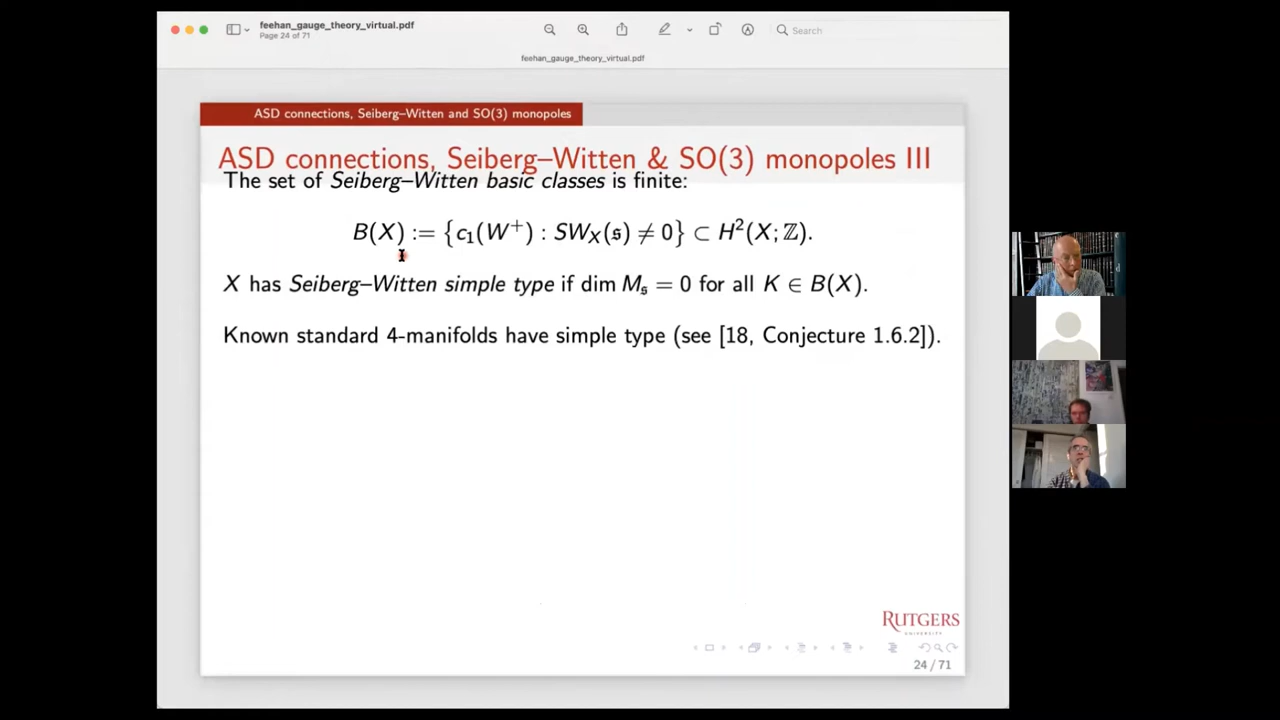 feehan_gauge_theory_virtual.pdf
Page 24 of 71
Search
feehan_gauge_theory_virtual.pdf
ASD connections, Seiberg–Witten and SO(3) monopoles
ASD connections, Seiberg–Witten & SO(3) monopoles III
The set of Seiberg–Witten basic classes is finite:
B(X) := {c₁(W⁺) : SW_X(𝔰) ≠ 0} ⊂ H²(X; ℤ).
X has Seiberg–Witten simple type if dim M_𝔰 = 0 for all K ∈ B(X).
Known standard 4-manifolds have simple type (see [18, Conjecture 1.6.2]).
RUTGERS
UNIVERSITY
24 / 71